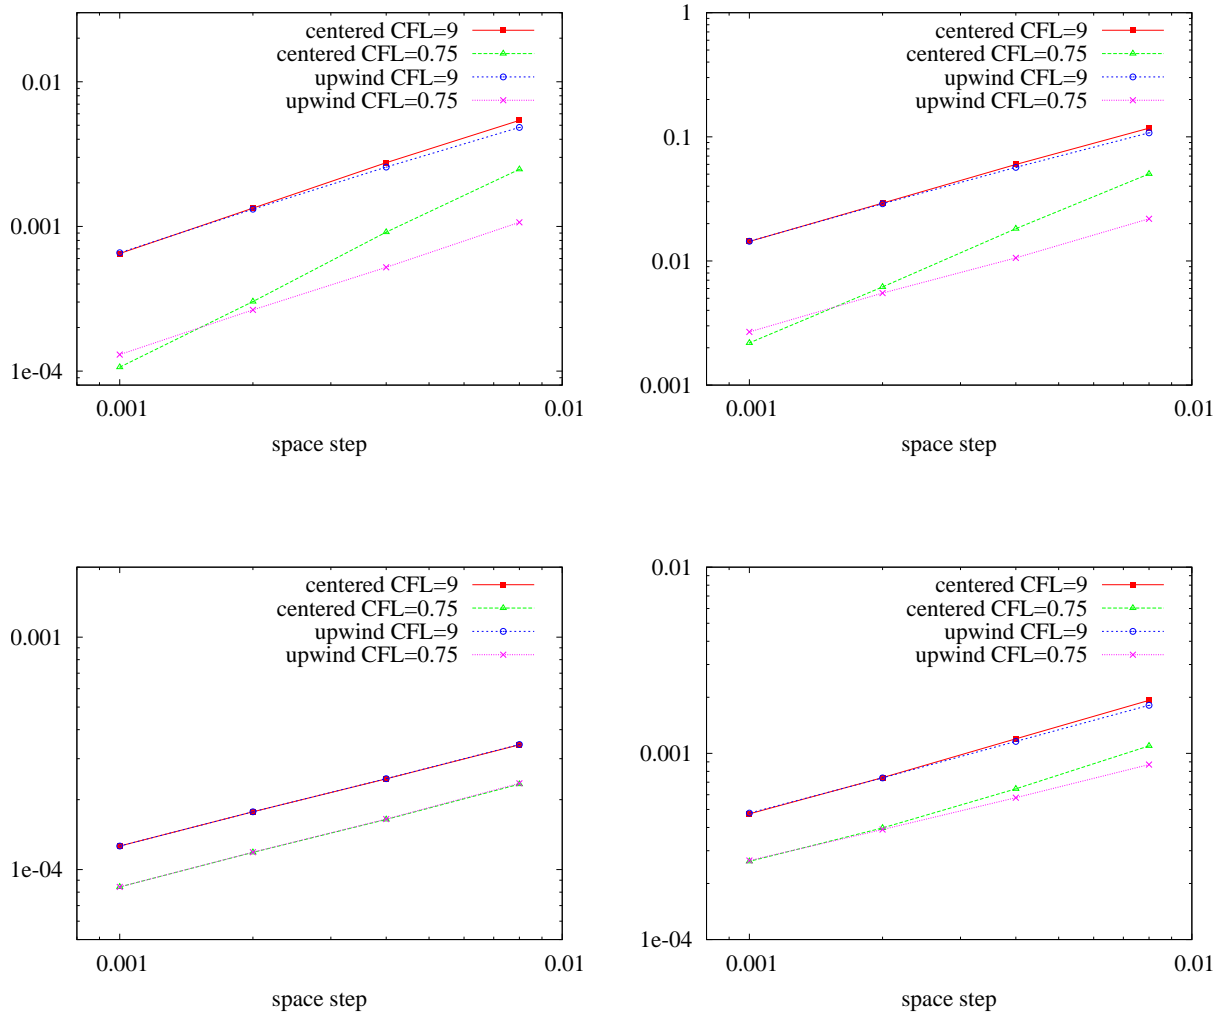 0.01
0.001
1e-04
centered CFL=9
centered CFL=0.75
upwind CFL=9
upwind CFL=0.75
0.001
0.01
space step
1
0.1
0.01
0.001
centered CFL=9
centered CFL=0.75
upwind CFL=9
upwind CFL=0.75
0.001
0.01
space step
0.001
1e-04
centered CFL=9
centered CFL=0.75
upwind CFL=9
upwind CFL=0.75
0.001
0.01
space step
0.01
0.001
1e-04
centered CFL=9
centered CFL=0.75
upwind CFL=9
upwind CFL=0.75
0.001
0.01
space step